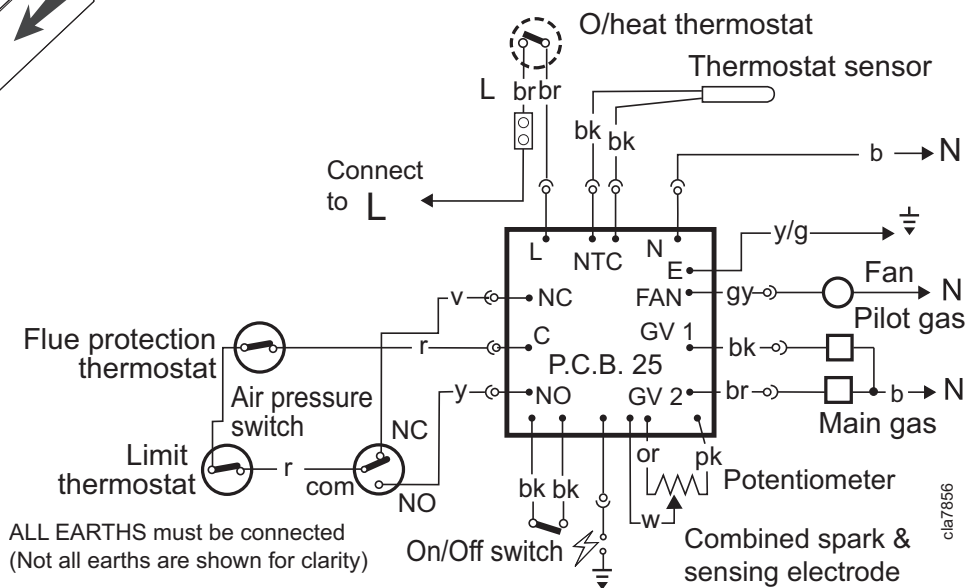 O/heat thermostat
Thermostat sensor
L br br
bk bk
b N
Connect
to L
y/g
L NTC N
E
v NC FAN gy Fan N
Pilot gas
Flue protection
thermostat
r C GV 1 bk
P.C.B. 25
y NO GV 2 br b N
Main gas
Air pressure
switch
NC
Limit
thermostat
r com
NO
bk bk
or pk
w
Potentiometer
ALL EARTHS must be connected
(Not all earths are shown for clarity)
On/Off switch
Combined spark &
sensing electrode
cla7856